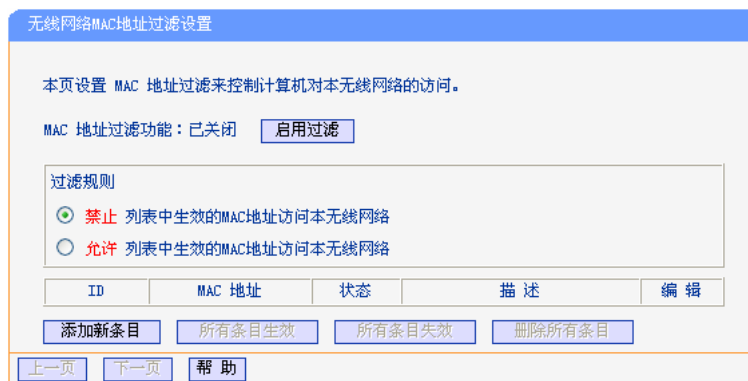 无线网络MAC地址过滤设置
本页设置 MAC 地址过滤来控制计算机对本无线网络的访问。
MAC 地址过滤功能：已关闭 启用过滤
过滤规则
禁止 列表中生效的MAC地址访问本无线网络
允许 列表中生效的MAC地址访问本无线网络
ID MAC 地址 状态 描 述 编 辑
添加新条目 所有条目生效 所有条目失效 删除所有条目
上一页 下一页 帮 助